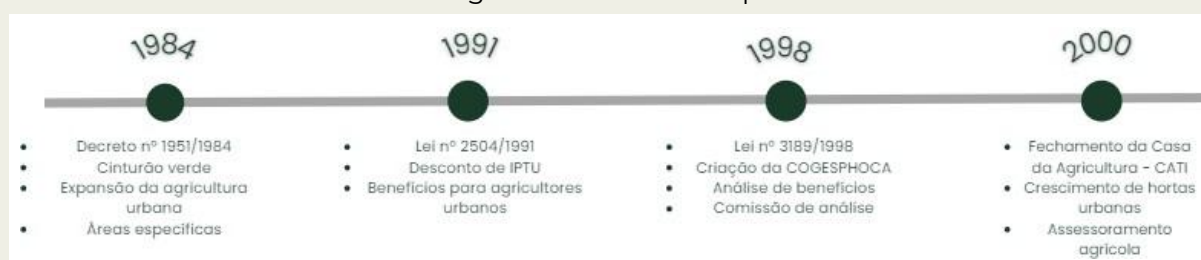 1984
• Decreto nº 1951/1984
• Cinturão verde
• Expansão da agricultura
urbana
• Áreas específicas
1991
• Lei nº 2504/1991
• Desconto de IPTU
• Benefícios para agricultores
urbanos
1998
• Lei nº 3189/1998
• Criação da COGESPHOCA
• Análise de benefícios
• Comissão de análise
2000
• Fechamento da Casa
da Agricultura - CATI
• Crescimento de hortas
urbanas
• Assessoramento
agrícola